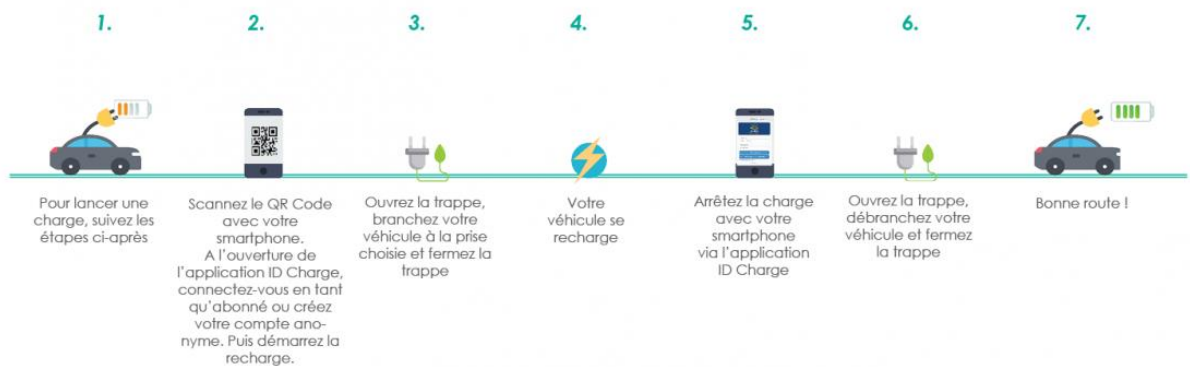 1.
2.
3.
4.
5.
6.
7.
Pour lancer une
charge, suivez les
étapes ci-après
Scannez le QR Code
avec votre
smartphone.
A l'ouverture de
l'application ID Charge,
connectez-vous en tant
qu'abonné ou créez
votre compte ano-
nyme. Puis démarrez la
recharge.
Ouvrez la trappe,
branchez votre
véhicule à la prise
choisie et fermez la
trappe
Votre
véhicule se
recharge
Arrêtez la charge
avec votre
smartphone
via l'application
ID Charge
Ouvrez la trappe,
débranchez votre
véhicule et fermez
la trappe
Bonne route !